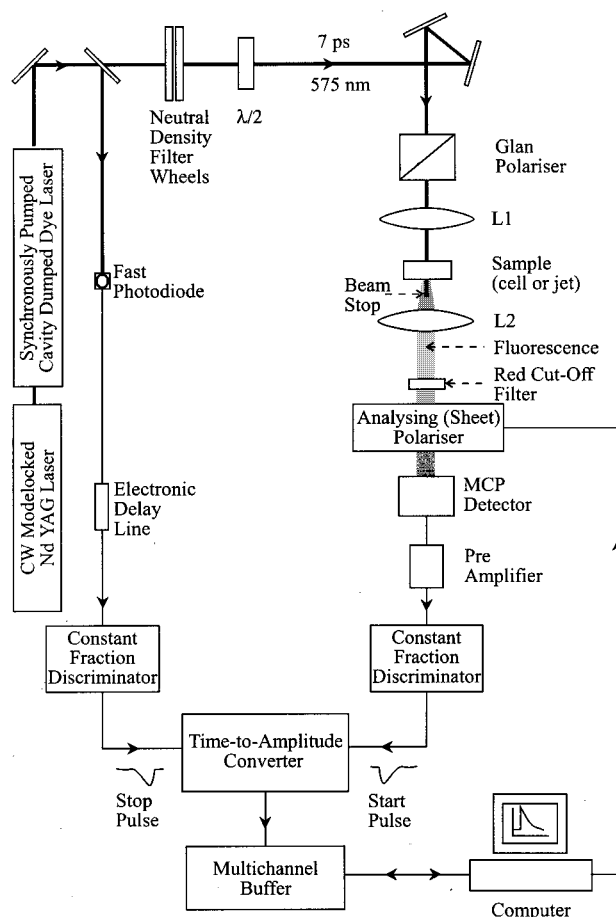 7 ps
575 nm
Neutral
Density
Filter
Wheels
λ/2
Glan
Polariser
L1
Synchronously Pumped
Cavity Dumped Dye Laser
Fast
Photodiode
Sample
(cell or jet)
Beam
Stop
L2
Fluorescence
Red Cut-Off
Filter
Analysing (Sheet)
Polariser
CW Modelocked
Nd YAG Laser
Electronic
Delay
Line
MCP
Detector
Pre
Amplifier
Constant
Fraction
Discriminator
Constant
Fraction
Discriminator
Time-to-Amplitude
Converter
Stop
Pulse
Start
Pulse
Multichannel
Buffer
Computer